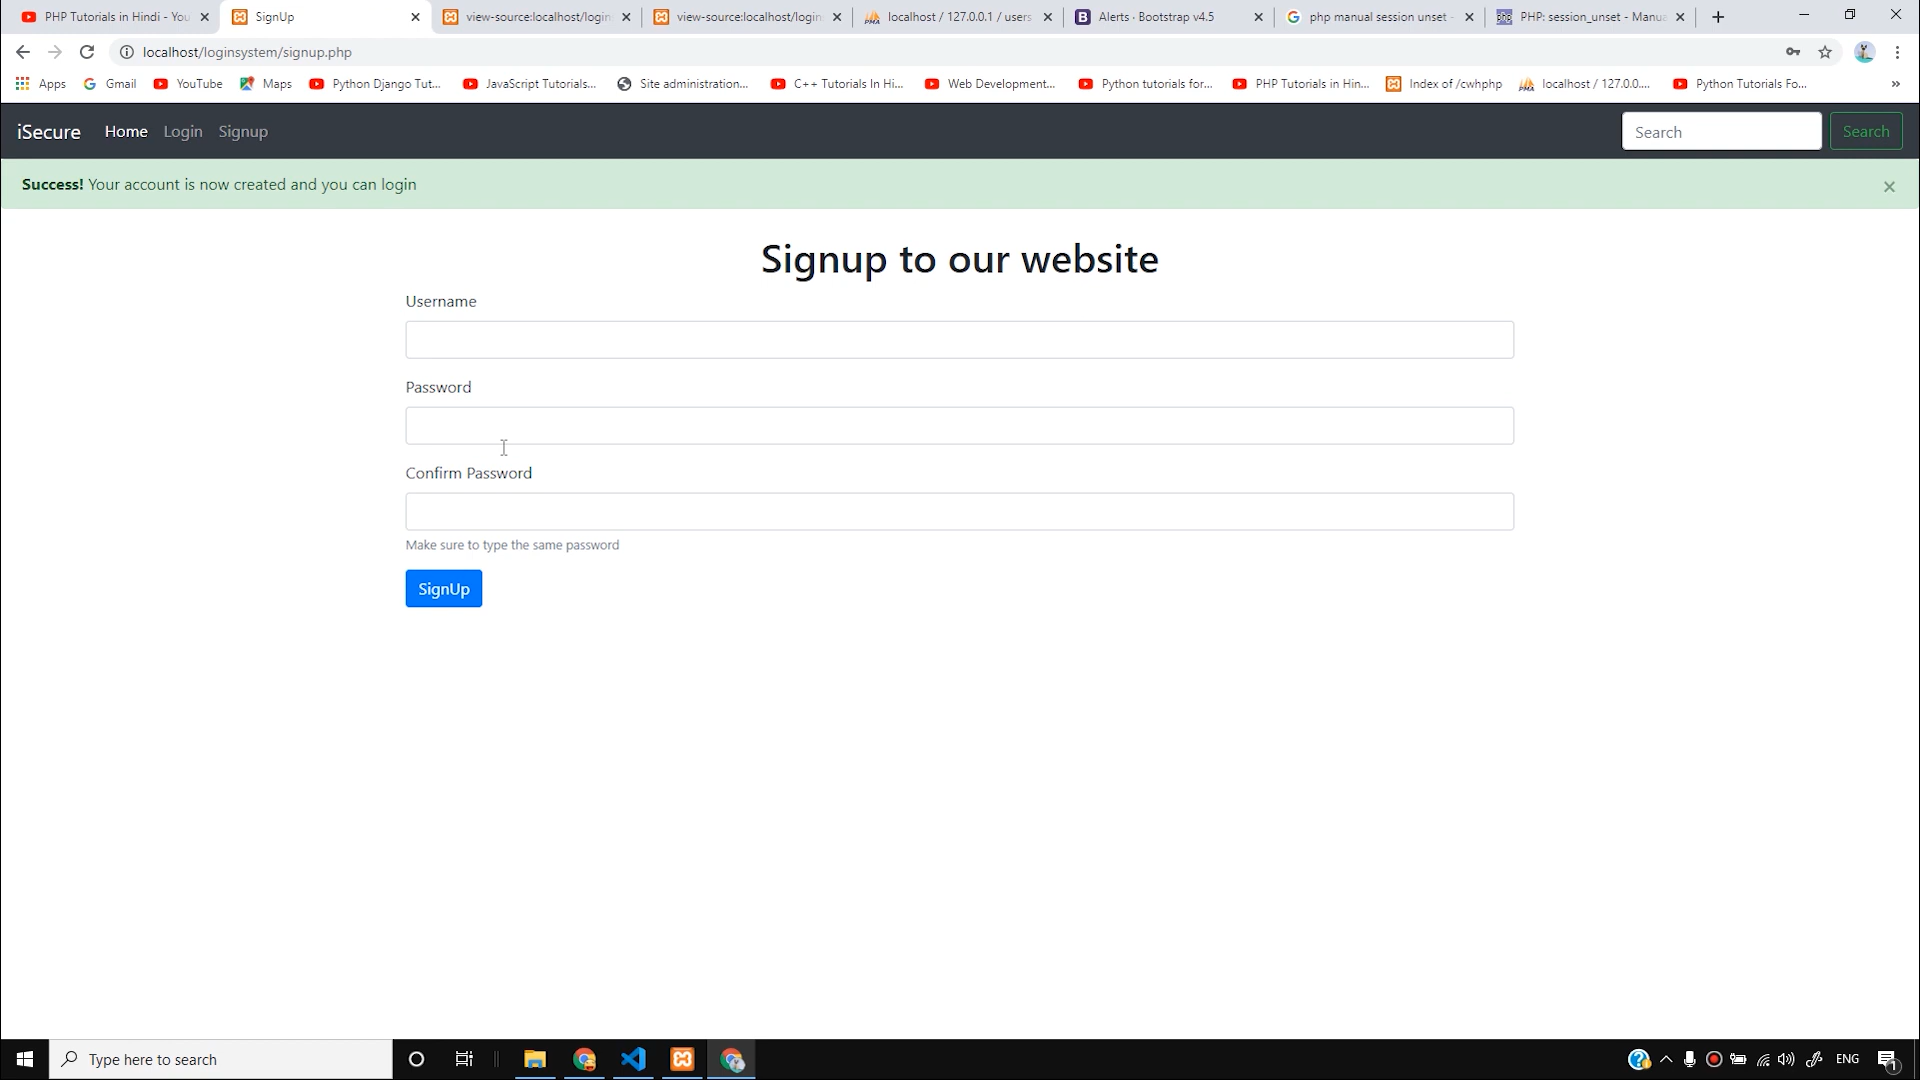 PHP Tutorials in Hindi - You
SignUp
view-source:localhost/login
view-source:localhost/login
localhost / 127.0.0.1 / users
Alerts · Bootstrap v4.5
php manual session unset -
PHP: session_unset - Manua
localhost/loginsystem/signup.php
Apps
Gmail
YouTube
Maps
Python Django Tut...
JavaScript Tutorials...
Site administration...
C++ Tutorials In Hi...
Web Development...
Python tutorials for...
PHP Tutorials in Hin...
Index of /cwhphp
localhost / 127.0.0....
Python Tutorials Fo...
iSecure Home Login Signup
Search
Search
Success! Your account is now created and you can login
Signup to our website
Username
Password
Confirm Password
Make sure to type the same password
SignUp
Type here to search
ENG
1